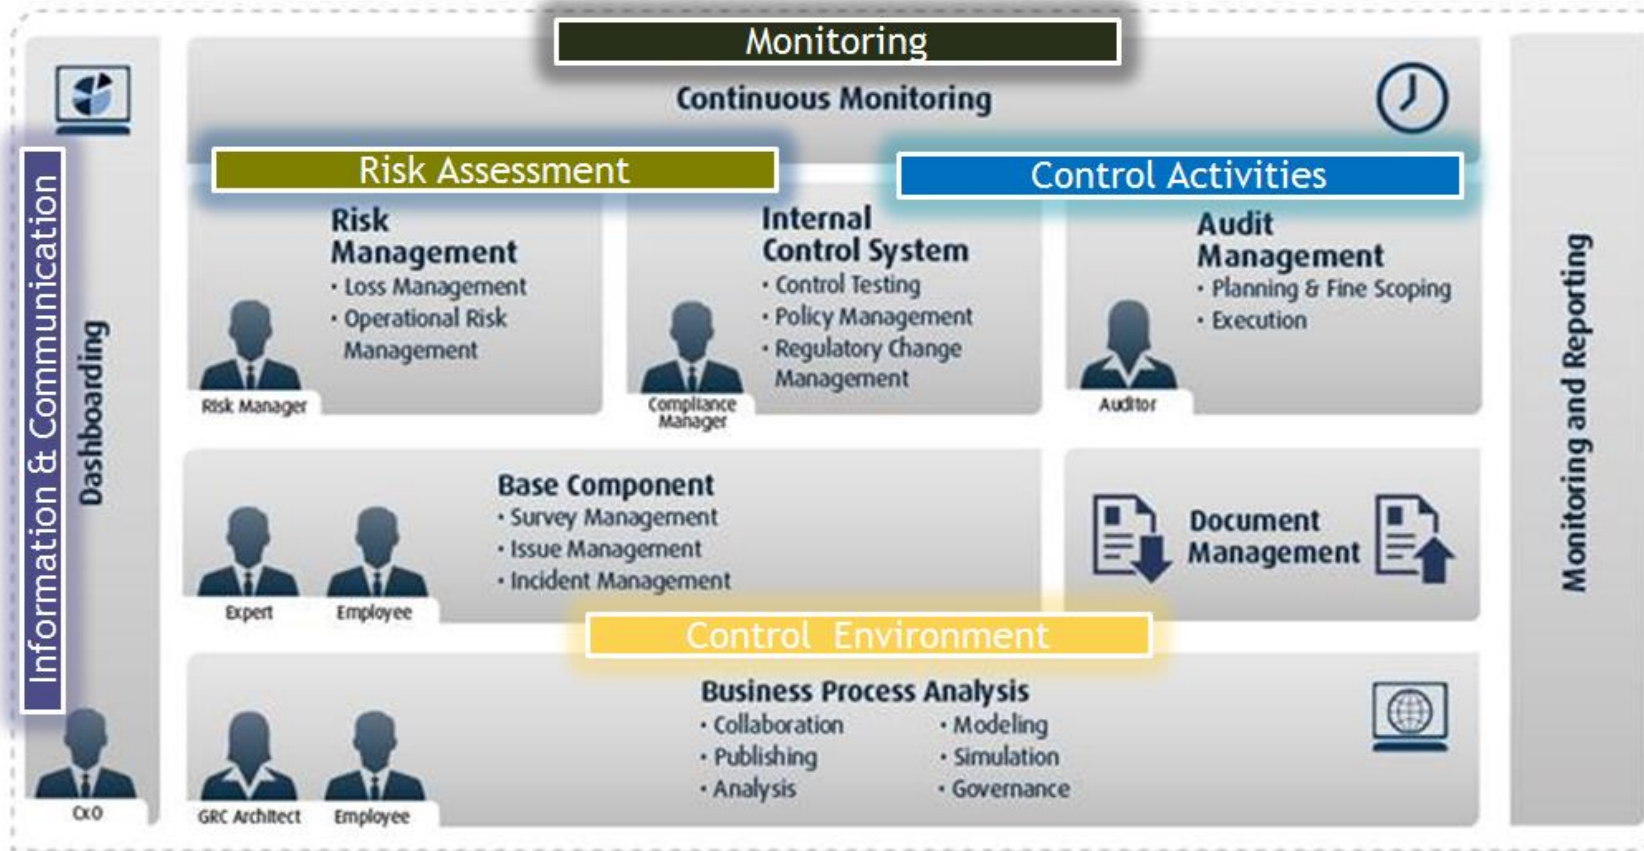 Monitoring
Continuous Monitoring
Risk Assessment
Control Activities
Information & Communication
Dashboarding
CxO
Risk
Management
· Loss Management
· Operational Risk
Management
Risk Manager
Internal
Control System
· Control Testing
· Policy Management
· Regulatory Change
Management
Compliance
Manager
Audit
Management
· Planning & Fine Scoping
· Execution
Auditor
Base Component
· Survey Management
· Issue Management
· Incident Management
Expert
Employee
Document
Management
Control Environment
Business Process Analysis
· Collaboration
· Publishing
· Analysis
· Modeling
· Simulation
· Governance
GRC Architect
Employee
Monitoring and Reporting